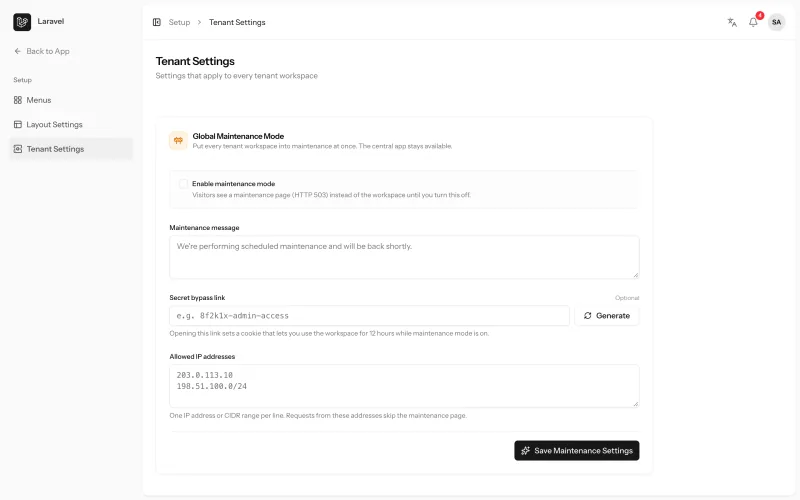 Laravel
Back to App
Setup
Menus
Layout Settings
Tenant Settings
Setup
Tenant Settings
4
SA
Tenant Settings
Settings that apply to every tenant workspace
Global Maintenance Mode
Put every tenant workspace into maintenance at once. The central app stays available.
Enable maintenance mode
Visitors see a maintenance page (HTTP 503) instead of the workspace until you turn this off.
Maintenance message
We're performing scheduled maintenance and will be back shortly.
Secret bypass link
Optional
e.g. 8f2k1x-admin-access
Generate
Opening this link sets a cookie that lets you use the workspace for 12 hours while maintenance mode is on.
Allowed IP addresses
203.0.113.10
198.51.100.0/24
One IP address or CIDR range per line. Requests from these addresses skip the maintenance page.
Save Maintenance Settings